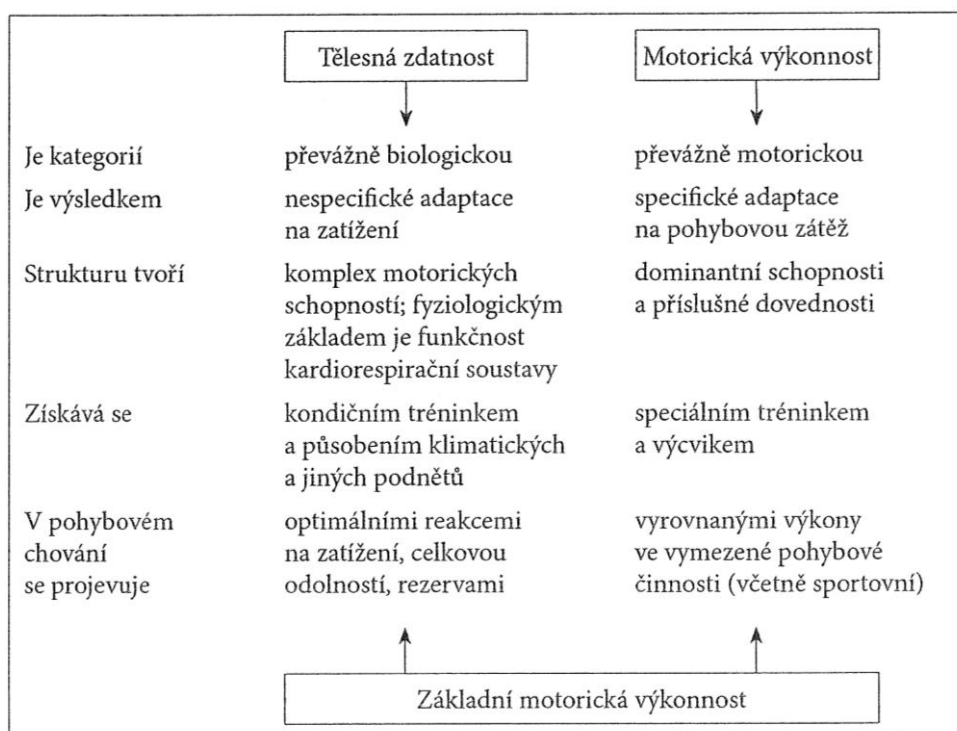 Tělesná zdatnost Motorická výkonnost
Je kategorií převážně biologickou převážně motorickou
Je výsledkem nespecifické adaptace specifické adaptace
na zatížení na pohybovou zátěž
Strukturu tvoří komplex motorických dominantní schopnosti
schopností; fyziologickým a příslušné dovednosti
základem je funkčnost
kardiorespirační soustavy
Získává se kondičním tréninkem speciálním tréninkem
a působením klimatických a výcvikem
a jiných podnětů
V pohybovém optimálními reakcemi vyrovnanými výkony
chování na zatížení, celkovou ve vymezené pohybové
se projevuje odolností, rezervami činnosti (včetně sportovní)
Základní motorická výkonnost